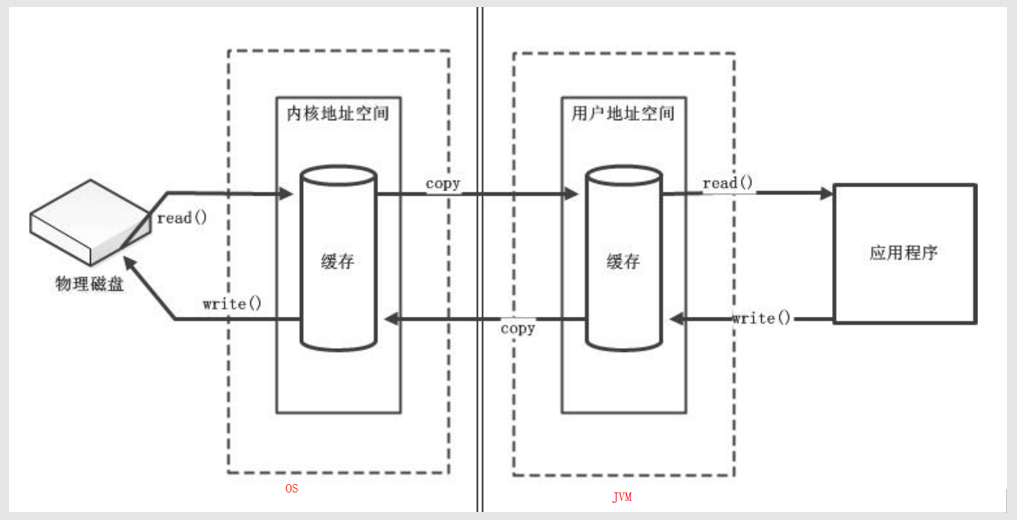 内核地址空间
用户地址空间
copy
read()
read()
缓存
缓存
应用程序
物理磁盘
write()
write()
copy
OS
JVM